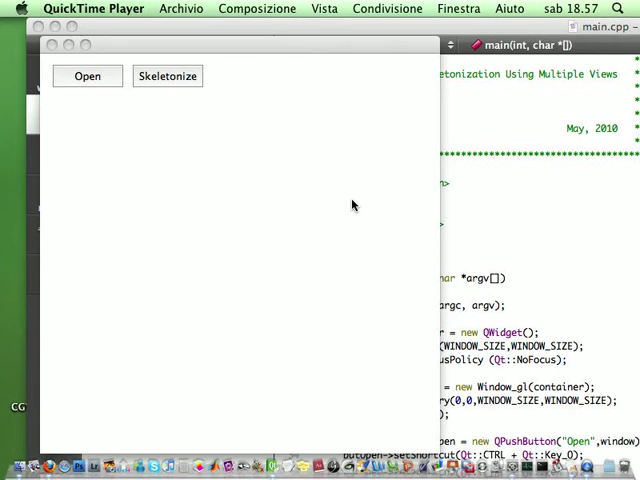 QuickTime Player Archivio Composizione Vista Condivisione Finestra Aiuto sab 18.57
main.cpp -
main(int, char *[])
Open Skeletonize
etonization Using Multiple Views *
*
*
*
May, 2010 *
*
n>
>
har *argv[])
argc, argv);
r = new QWidget();
(WINDOW_SIZE,WINDOW_SIZE);
usPolicy (Qt::NoFocus);
= new Window_gl(container);
ry(0,0,WINDOW_SIZE,WINDOW_SIZE);
);
CG
pen = new QPushButton("Open",window)
butOpen->setShortcut(Qt::CTRL + Qt::Key_O);